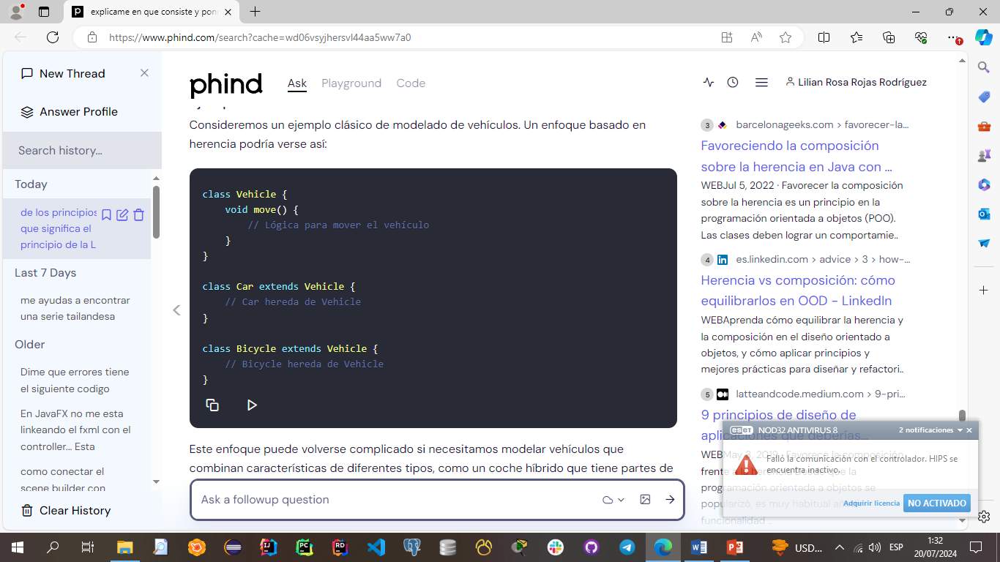 explicame en que consiste y pon
https://www.phind.com/search?cache=wd06vsyjhersvl44aa5ww7a0
New Thread
Answer Profile
Search history...
Today
de los principios
que significa el
principio de la L
Last 7 Days
me ayudas a encontrar
una serie tailandesa
Older
Dime que errores tiene
el siguiente codigo
En JavaFX no me esta
linkeando el fxml con el
controller... Esta
como conectar el
scene builder con
Clear History
phind
Ask
Playground
Code
Lilian Rosa Rojas Rodríguez
Consideremos un ejemplo clásico de modelado de vehículos. Un enfoque basado en
herencia podría verse así:
class Vehicle {
    void move() {
        // Lógica para mover el vehículo
    }
}
class Car extends Vehicle {
    // Car hereda de Vehicle
}
class Bicycle extends Vehicle {
    // Bicycle hereda de Vehicle
}
Este enfoque puede volverse complicado si necesitamos modelar vehículos que
combinan características de diferentes tipos, como un coche híbrido que tiene partes de
Ask a followup question
3 barcelonageeks.com > favorecer-la...
Favoreciendo la composición
sobre la herencia en Java con ...
WEBJul 5, 2022 · Favorecer la composición
sobre la herencia es un principio en la
programación orientada a objetos (POO).
Las clases deben lograr un comportamie..
4 es.linkedin.com > advice > 3 > how-...
Herencia vs composición: cómo
equilibrarlos en OOD - LinkedIn
WEBAprenda cómo equilibrar la herencia y
la composición en el diseño orientado a
objetos, y cómo aplicar principios y
mejores prácticas para diseñar y refactori..
5 latteandcode.medium.com > 9-pri...
9 principios de diseño de
aplicaciones que deberías...
WEBMay 3, 2019 · Favorece la composición
frente a la herencia Desde que la
programación orientada a objetos se
popularizó, es muy habitual
funcionalidad ..
eset NOD32 ANTIVIRUS 8
2 notificaciones
Falló la comunicación con el controlador. HIPS se
encuentra inactivo.
Adquirir licencia
NO ACTIVADO
USD...
ESP
1:32
20/07/2024